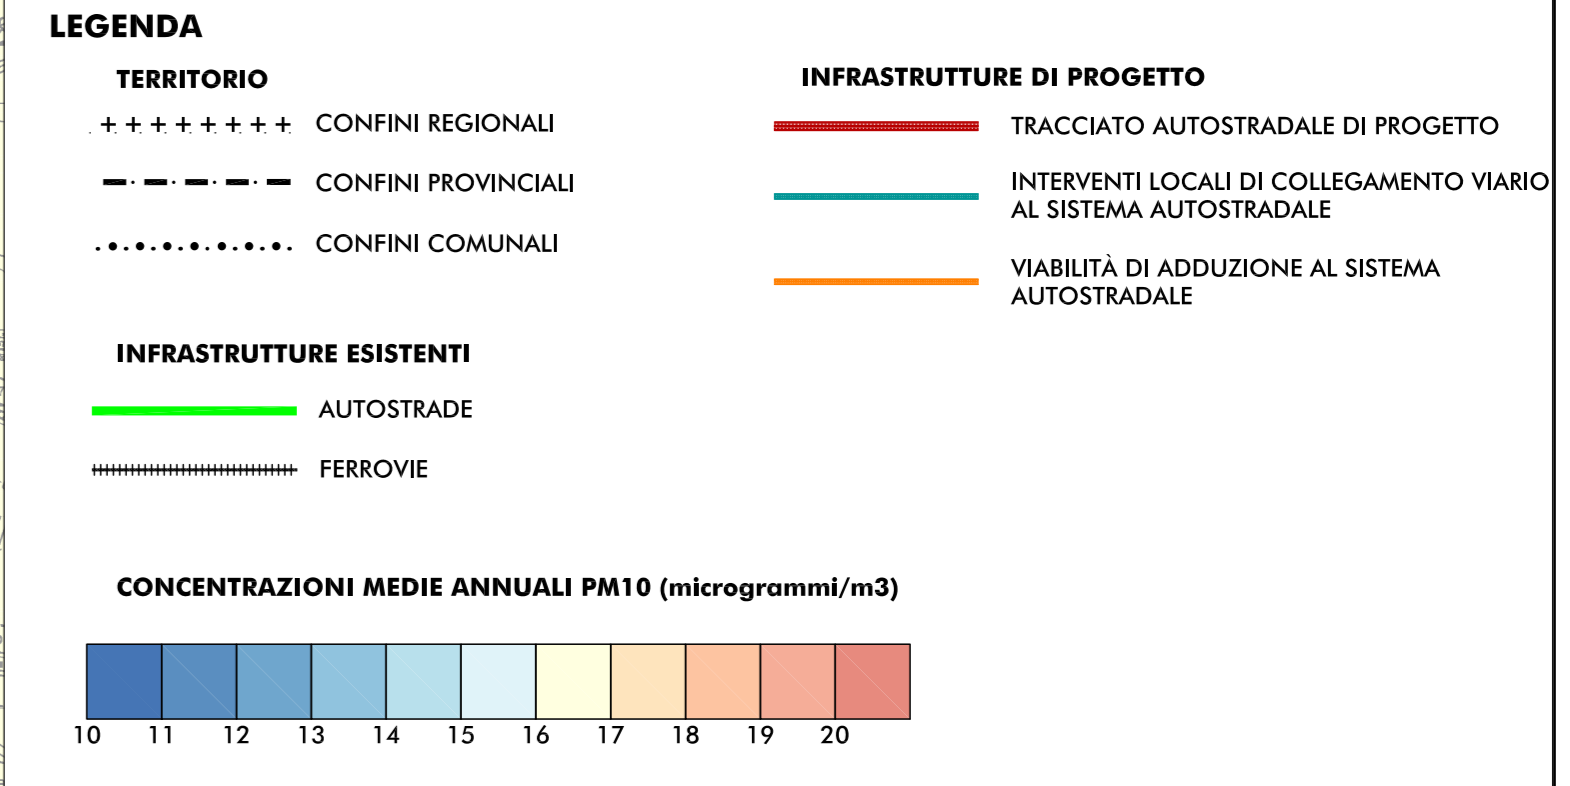 LEGENDA
TERRITORIO
CONFINI REGIONALI
CONFINI PROVINCIALI
CONFINI COMUNALI
INFRASTRUTTURE ESISTENTI
AUTOSTRADE
FERROVIE
INFRASTRUTTURE DI PROGETTO
TRACCIATO AUTOSTRADALE DI PROGETTO
INTERVENTI LOCALI DI COLLEGAMENTO VIARIO
AL SISTEMA AUTOSTRADALE
VIABILITÀ DI ADDUZIONE AL SISTEMA
AUTOSTRADALE
CONCENTRAZIONI MEDIE ANNUALI PM10 (microgrammi/m3)
10 11 12 13 14 15 16 17 18 19 20